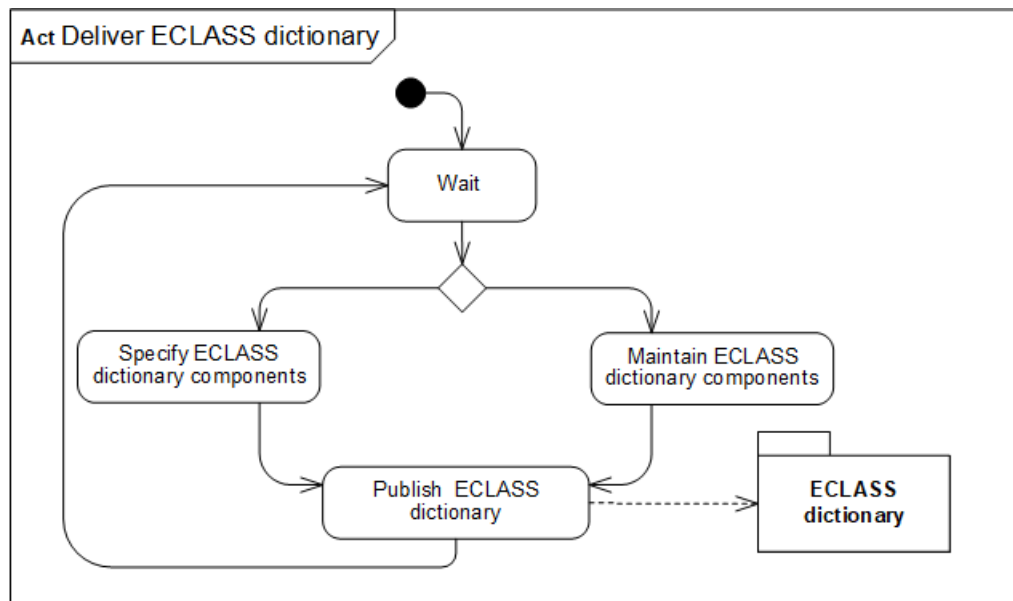 Act Deliver ECLASS dictionary
Wait
Specify ECLASS
dictionary components
Maintain ECLASS
dictionary components
Publish ECLASS
dictionary
ECLASS
dictionary